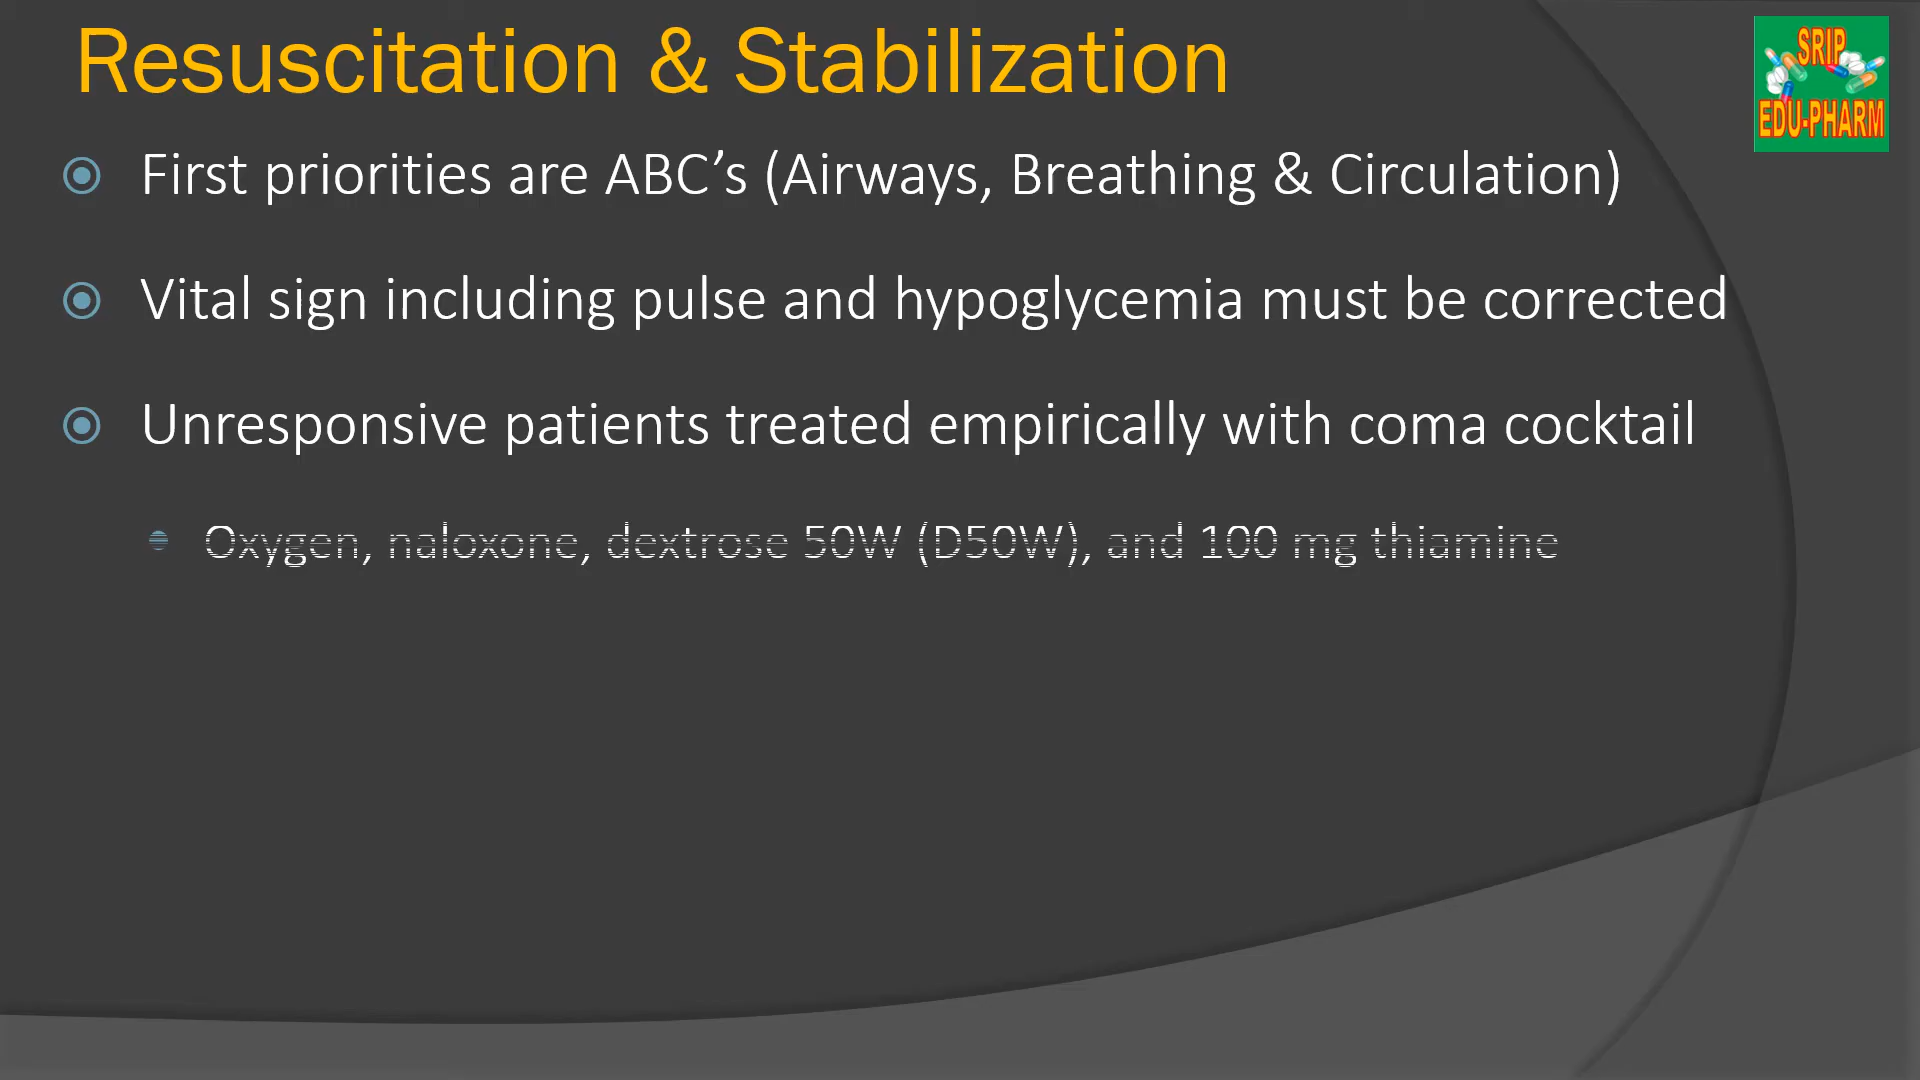 Resuscitation & Stabilization
SRIP
EDU-PHARM
First priorities are ABC’s (Airways, Breathing & Circulation)
Vital sign including pulse and hypoglycemia must be corrected
Unresponsive patients treated empirically with coma cocktail
Oxygen, naloxone, dextrose 50W (D50W), and 100 mg thiamine